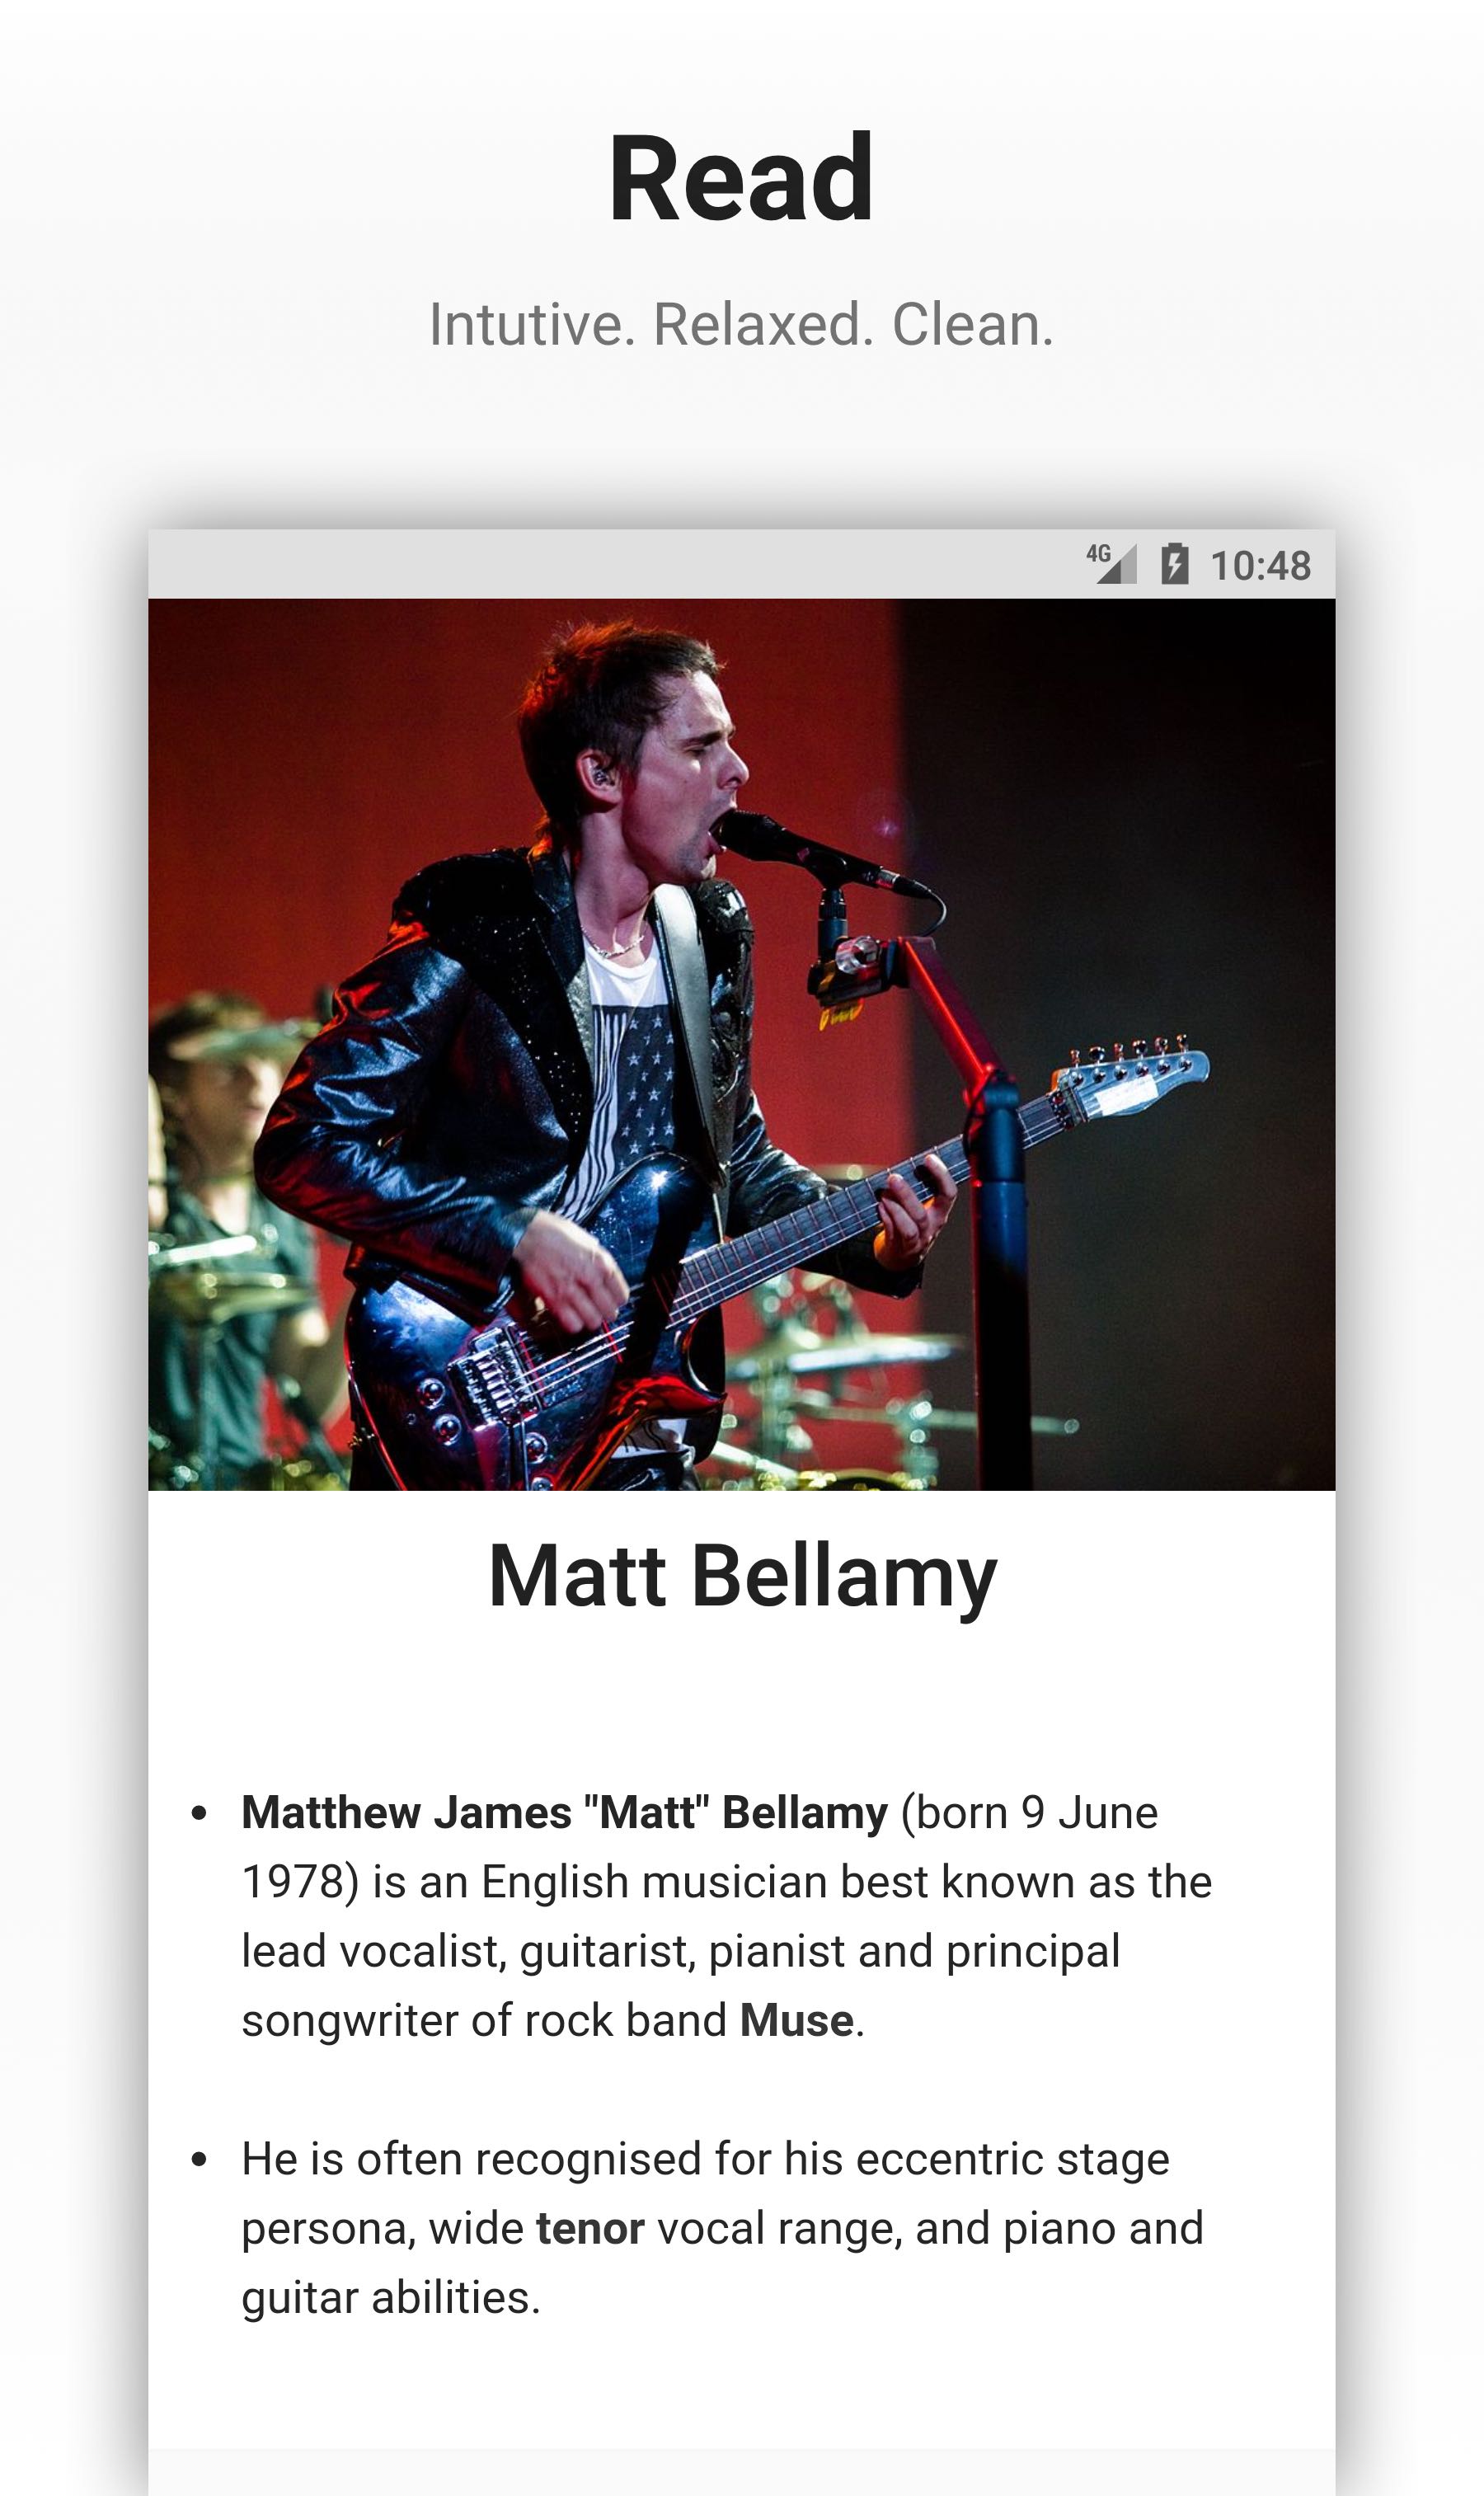 Read
Intutive. Relaxed. Clean.
4G 10:48
Matt Bellamy
• Matthew James "Matt" Bellamy (born 9 June
1978) is an English musician best known as the
lead vocalist, guitarist, pianist and principal
songwriter of rock band Muse.
• He is often recognised for his eccentric stage
persona, wide tenor vocal range, and piano and
guitar abilities.